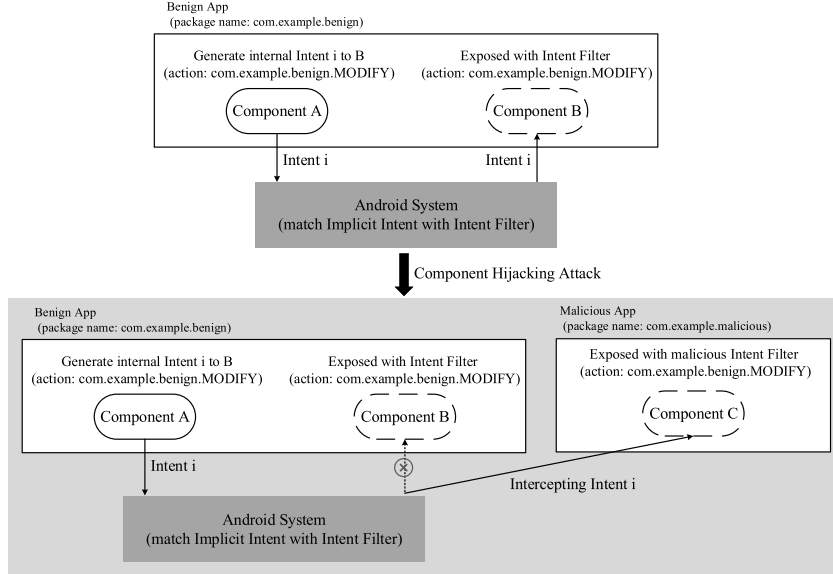 Benign App
(package name: com.example.benign)
Generate internal Intent i to B
(action: com.example.benign.MODIFY)
Component A
Exposed with Intent Filter
(action: com.example.benign.MODIFY)
Component B
Intent i
Intent i
Android System
(match Implicit Intent with Intent Filter)
Component Hijacking Attack
Benign App
(package name: com.example.benign)
Generate internal Intent i to B
(action: com.example.benign.MODIFY)
Component A
Exposed with Intent Filter
(action: com.example.benign.MODIFY)
Component B
Malicious App
(package name: com.example.malicious)
Exposed with malicious Intent Filter
(action: com.example.benign.MODIFY)
Component C
Intent i
Intercepting Intent i
Android System
(match Implicit Intent with Intent Filter)